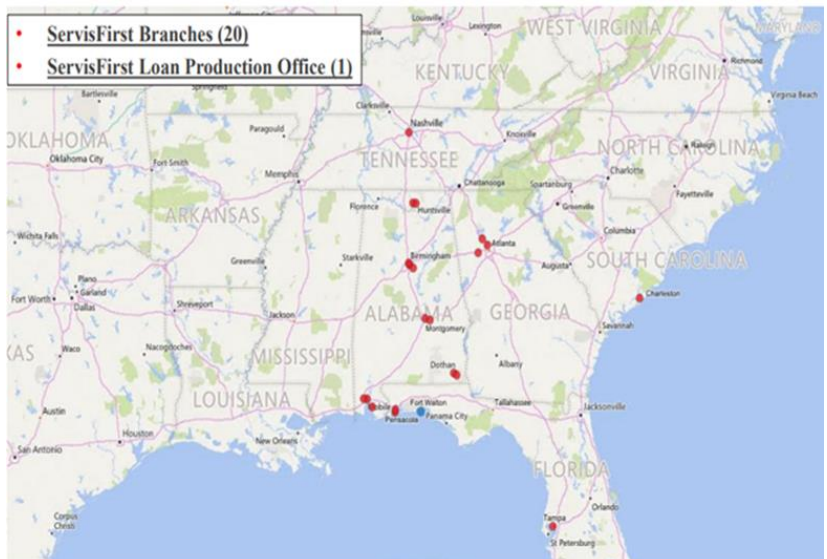 ServisFirst Branches (20)
ServisFirst Loan Production Office (1)
Louisville
Lexington
WEST VIRGINIA
MARYLAND
Richmond
KENTUCKY
VIRGINIA
Virginia Beach
Bartlesville
Springfield
Clarksville
Nashville
Knoxville
Paragould
OKLAHOMA
Oklahoma City
Fort Smith
TENNESSEE
NORTH CAROLINA
Raleigh
Memphis
Chattanooga
Spartanburg
Charlotte
Fayetteville
Florence
Huntsville
Greenville
ARKANSAS
Atlanta
Columbia
Wichita Falls
Greenville
Starkville
Birmingham
Augusta
SOUTH CAROLINA
Plano
Garland
Fort Worth
Dallas
Charleston
Shreveport
Jackson
ALABAMA
GEORGIA
Montgomery
Savannah
Waco
Nacogdoches
MISSISSIPPI
Dothan
Albany
XAS
LOUISIANA
Mobile
Fort Walton
Tallahassee
Jacksonville
Austin
Pensacola
Panama City
Houston
New Orleans
San Antonio
FLORIDA
Orlando
Corpus
Christi
Tampa
St Petersburg